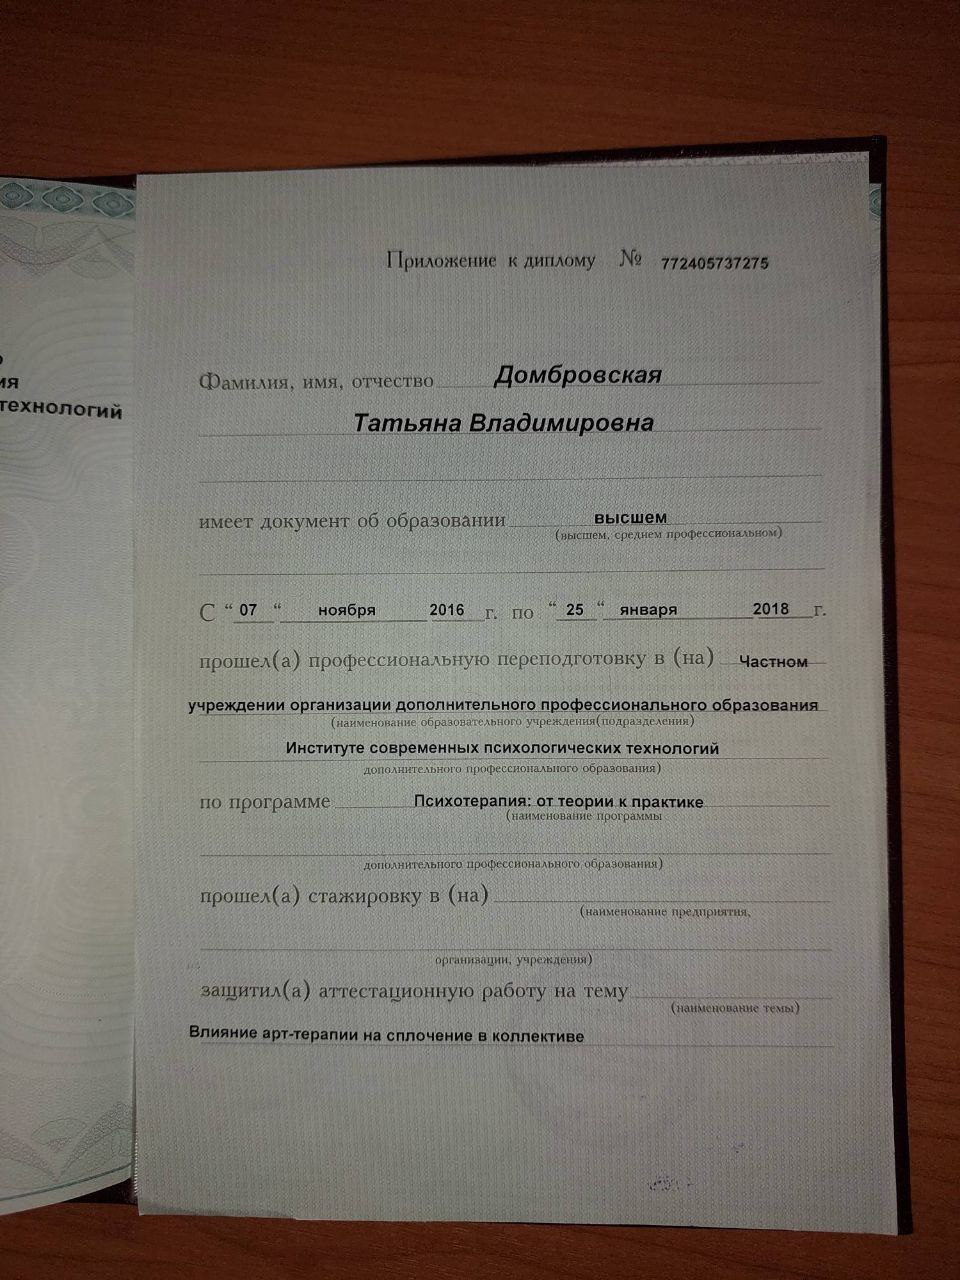 ия
технологий
Приложение к диплому № 772405737275
Фамилия, имя, отчество Домбровская
Татьяна Владимировна
имеет документ об образовании высшем
(высшем, среднем профессиональном)
С “ 07 “ ноября 2016 г. по “ 25 “ января 2018 г.
прошел(а) профессиональную переподготовку в (на) Частном
учреждении организации дополнительного профессионального образования
(наименование образовательного учреждения(подразделения)
Институте современных психологических технологий
дополнительного профессионального образования)
по программе Психотерапия: от теории к практике
(наименование программы
дополнительного профессионального образования)
прошел(а) стажировку в (на)
(наименование предприятия,
организации, учреждения)
защитил(а) аттестационную работу на тему
(наименование темы)
Влияние арт-терапии на сплочение в коллективе